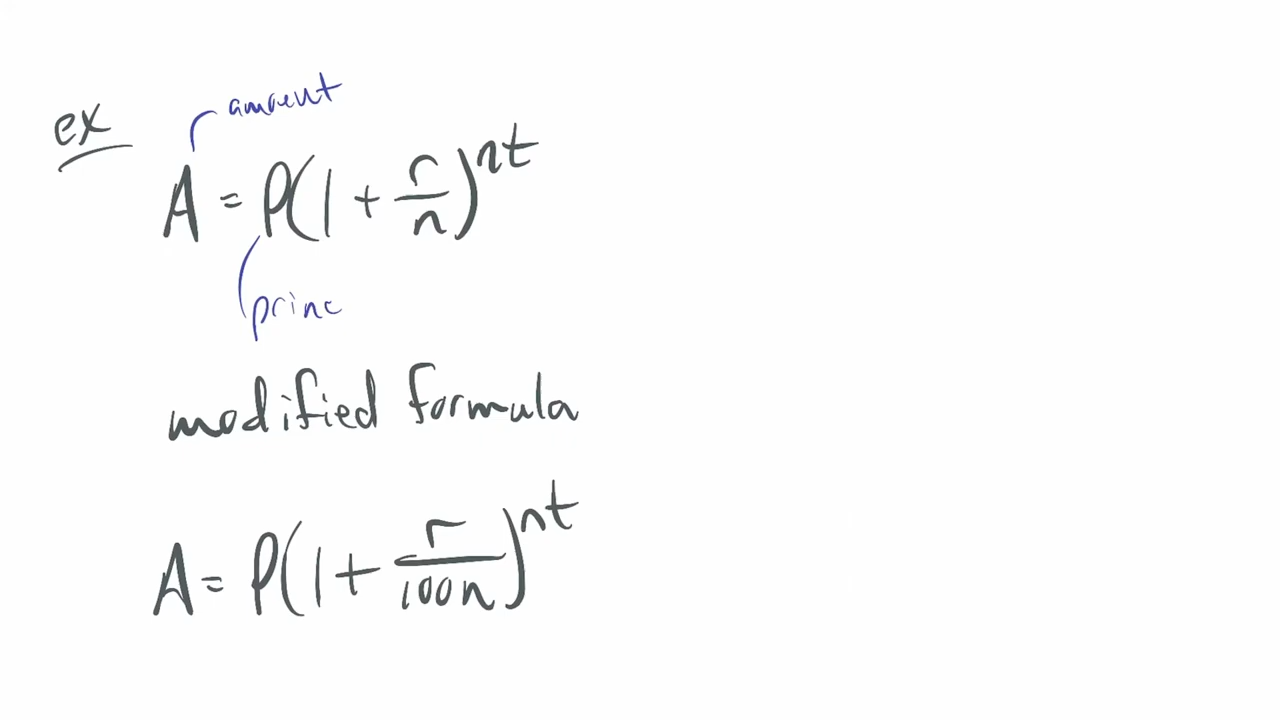 ex
amount
A = P(1 + r/n)^nt
princ
modified formula
A = P(1 + r/100n)^nt